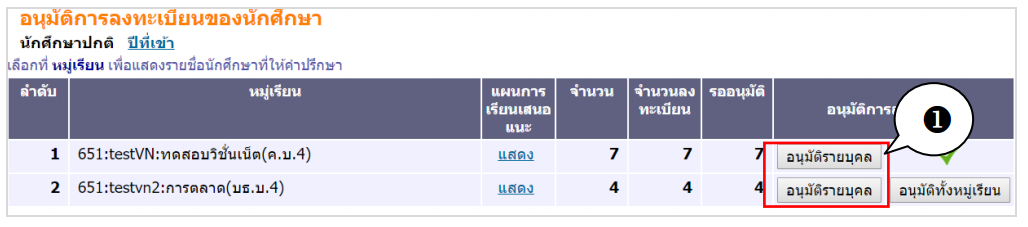 อนุมัติการลงทะเบียนของนักศึกษา
นักศึกษาปกติ ปีที่เข้า
เลือกที่ หมู่เรียน เพื่อแสดงรายชื่อนักศึกษาที่ให้คำปรึกษา
ลำดับ หมู่เรียน แผนการ เรียนเสนอ แนะ จำนวน จำนวนลง ทะเบียน รออนุมัติ อนุมัติการ
❶
1 651:testVN:ทดสอบวิชั่นเน็ต(ค.บ.4) แสดง 7 7 7 อนุมัติรายบุคล
2 651:testvn2:การตลาด(บธ.บ.4) แสดง 4 4 4 อนุมัติรายบุคล อนุมัติทั้งหมู่เรียน